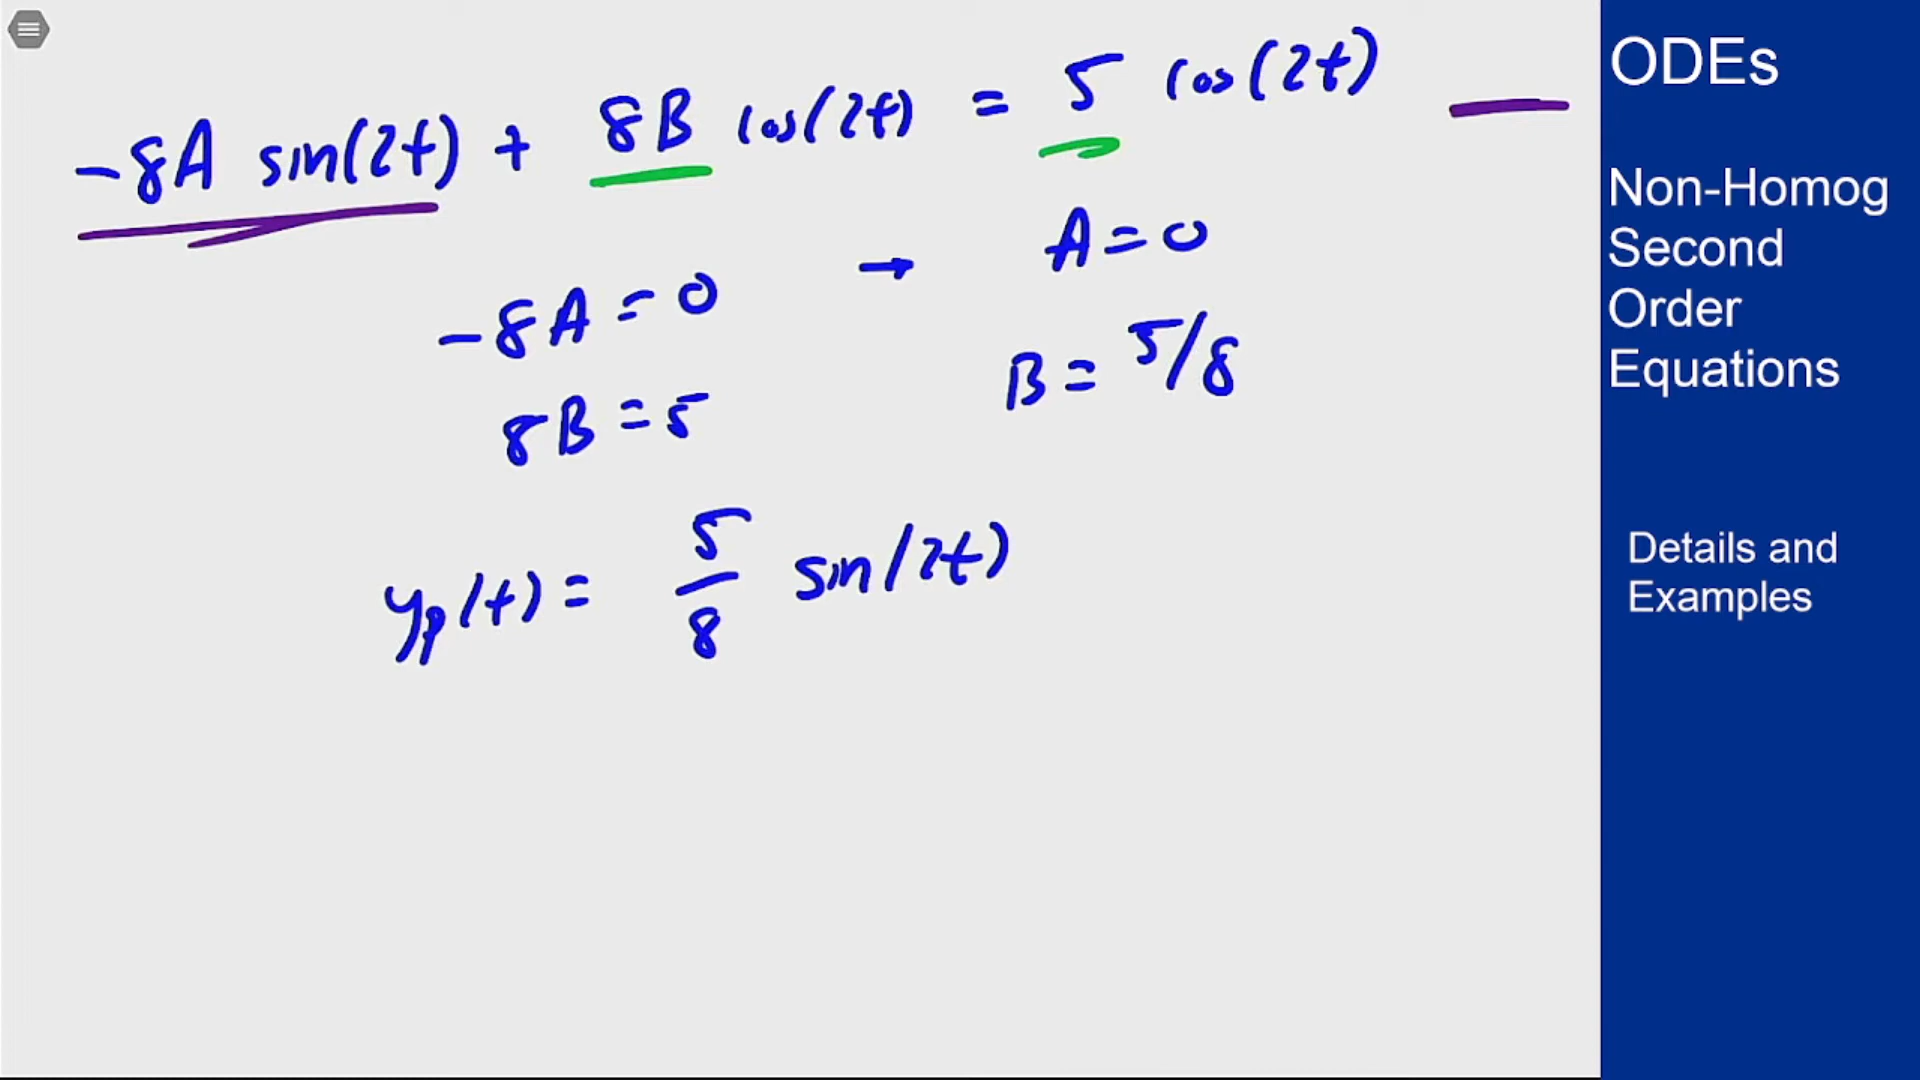 -8A sin(2t) + 8B cos(2t) = 5 cos(2t)
-8A = 0 → A = 0
8B = 5 B = 5/8
yp(t) = 5/8 sin(2t)
ODEs
Non-Homog
Second
Order
Equations
Details and
Examples